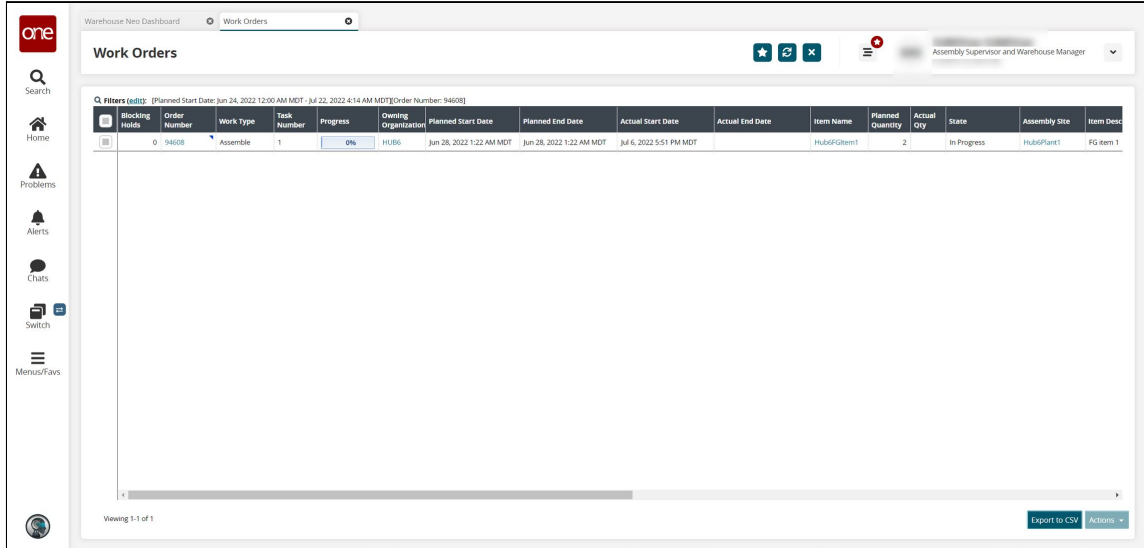 one
Search
Home
Problems
Alerts
Chats
Switch
Menus/Favs
Warehouse Neo Dashboard
Work Orders
Work Orders
Assembly Supervisor and Warehouse Manager
Filters (edit): [Planned Start Date: Jun 24, 2022 12:00 AM MDT - Jul 22, 2022 4:14 AM MDT][Order Number: 94608]
Blocking Holds Order Number Work Type Task Number Progress Owning Organization Planned Start Date Planned End Date Actual Start Date Actual End Date Item Name Planned Quantity Actual Qty State Assembly Site Item Desc
0 94608 Assemble 1 0% HUB6 Jun 28, 2022 1:22 AM MDT Jun 28, 2022 1:22 AM MDT Jul 6, 2022 5:51 PM MDT Hub6FGItem1 2 In Progress Hub6Plant1 FG item 1
Viewing 1-1 of 1
Export to CSV Actions